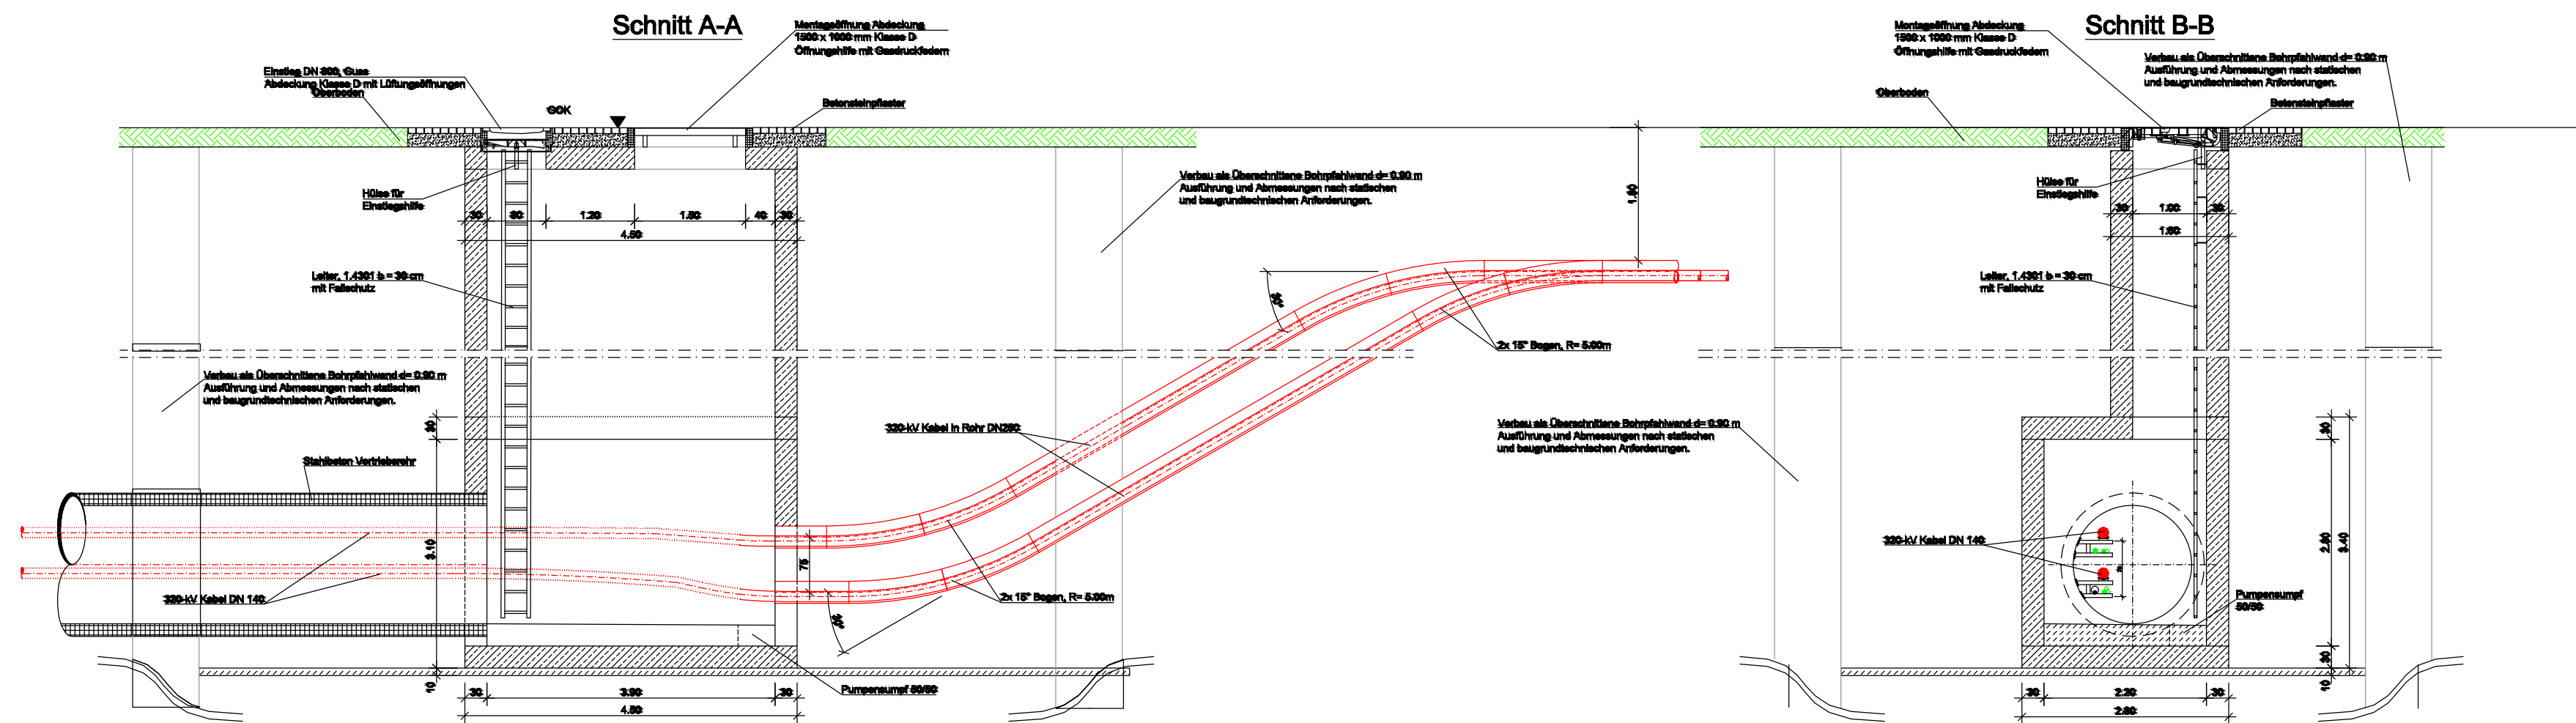 Schnitt A-A
Montageöffnung Abdeckung
1500 x 1000 mm Klasse D
Öffnungshilfe mit Gasdruckfedern
Einstieg DN 800, Guss
Abdeckung Klasse D mit Lüftungsöffnungen
Oberboden
GOK
Betonsteinpflaster
Hülse für
Einstiegshilfe
30
80
1.20
1.50
40
30
4.50
Verbau als Überschnittene Bohrpfahlwand d= 0.90 m
Ausführung und Abmessungen nach statischen
und baugrundtechnischen Anforderungen.
1.80
Leiter, 1.4301 b = 30 cm
mit Fallschutz
30°
2x 15° Bogen, R= 5.00m
Verbau als Überschnittene Bohrpfahlwand d= 0.90 m
Ausführung und Abmessungen nach statischen
und baugrundtechnischen Anforderungen.
30
320-kV Kabel in Rohr DN250
Stahlbeton Vortriebsrohr
3.10
75
320-kV Kabel DN 140
2x 15° Bogen, R= 5.00m
30°
10
Pumpensumpf 50/50
30
3.90
30
4.50
Schnitt B-B
Montageöffnung Abdeckung
1500 x 1000 mm Klasse D
Öffnungshilfe mit Gasdruckfedern
Verbau als Überschnittene Bohrpfahlwand d= 0.90 m
Ausführung und Abmessungen nach statischen
und baugrundtechnischen Anforderungen.
Oberboden
Betonsteinpflaster
Hülse für
Einstiegshilfe
30
1.00
30
1.60
Leiter, 1.4301 b = 30 cm
mit Fallschutz
Verbau als Überschnittene Bohrpfahlwand d= 0.90 m
Ausführung und Abmessungen nach statischen
und baugrundtechnischen Anforderungen.
30
2.80
3.40
320-kV Kabel DN 140
Pumpensumpf
50/50
30
10
30
2.20
30
2.80